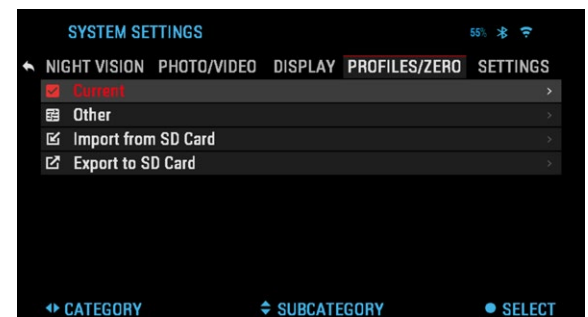 SYSTEM SETTINGS 55%
NIGHT VISION PHOTO/VIDEO DISPLAY PROFILES/ZERO SETTINGS
Current
Other
Import from SD Card
Export to SD Card
CATEGORY SUBCATEGORY SELECT